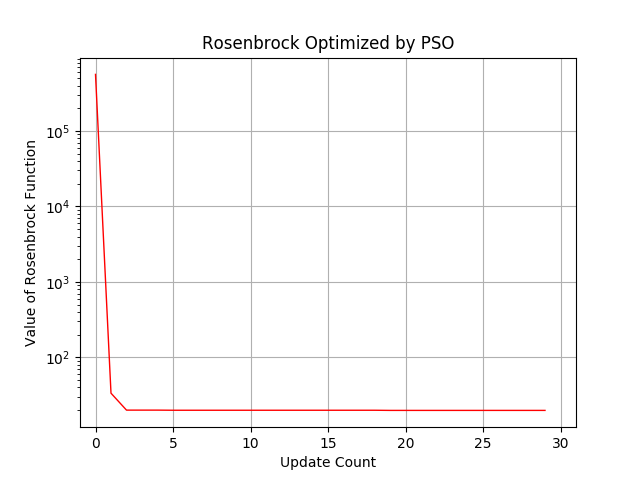 Rosenbrock Optimized by PSO
Value of Rosenbrock Function
10^5
10^4
10^3
10^2
0 5 10 15 20 25 30
Update Count